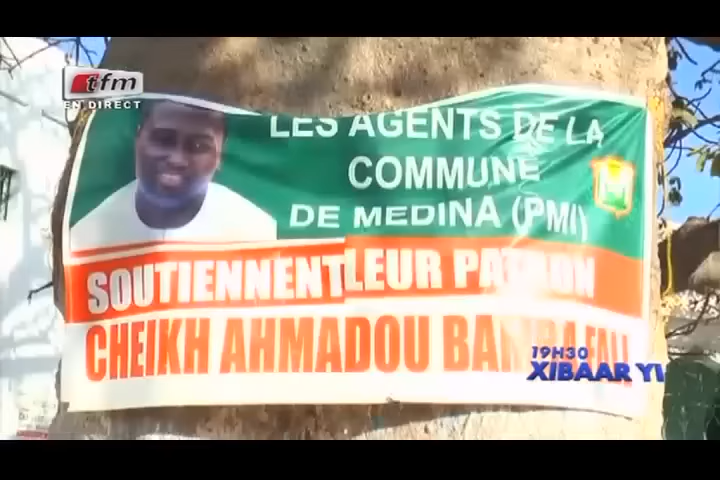 tfm
EN DIRECT
LES AGENTS DE LA
COMMUNE
DE MEDINA (PMI)
SOUTIENNENT LEUR PATRON
CHEIKH AHMADOU BAMBA FALL
19H30
XIBAAR YI